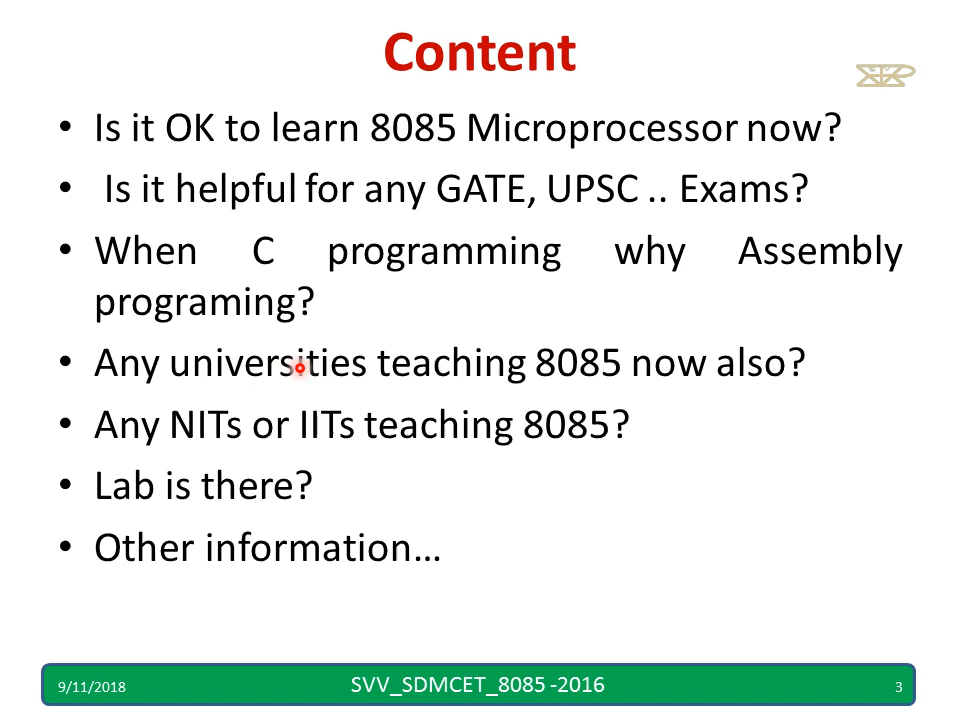 Content
• Is it OK to learn 8085 Microprocessor now?
• Is it helpful for any GATE, UPSC .. Exams?
• When C programming why Assembly
programing?
• Any universities teaching 8085 now also?
• Any NITs or IITs teaching 8085?
• Lab is there?
• Other information…
9/11/2018 SVV_SDMCET_8085 -2016 3